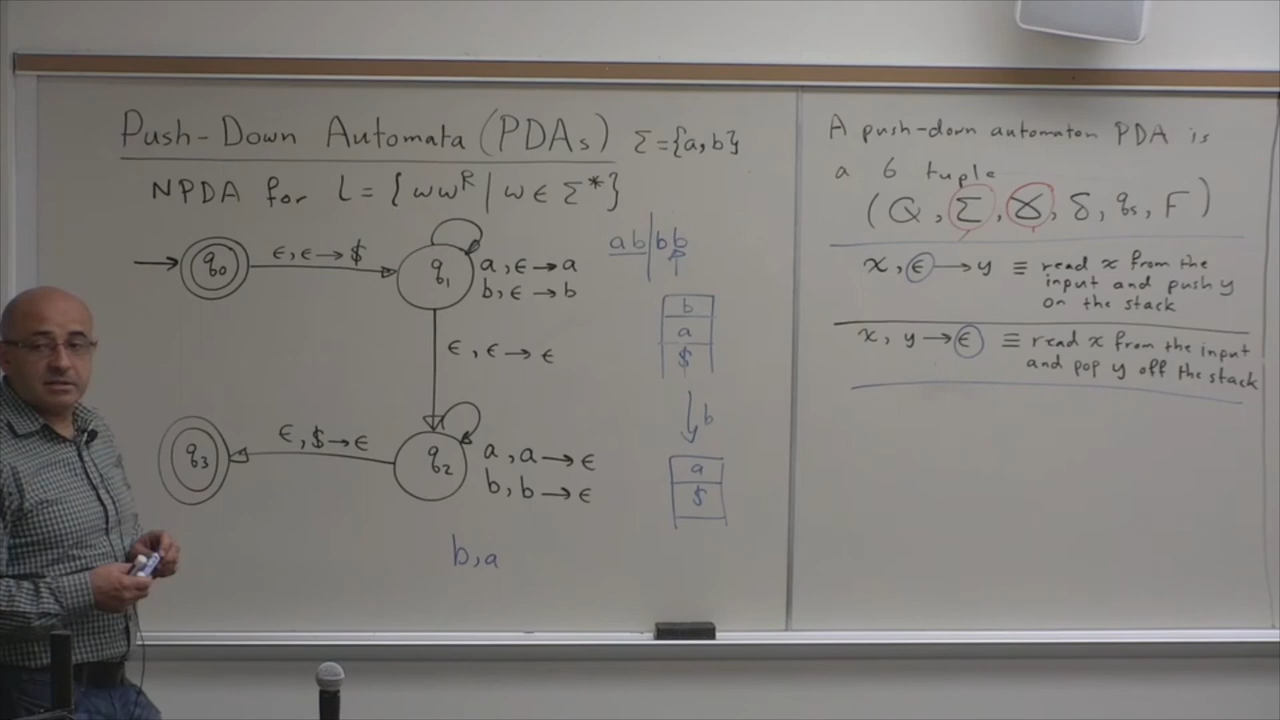 Push-Down Automata (PDAs) Σ={a,b}
NPDA for L = {ww^R | w ∈ Σ*}
q₀
ϵ, ϵ → $
q₁
a, ϵ → a
b, ϵ → b
ϵ, ϵ → ϵ
q₃
ϵ, $ → ϵ
q₂
a, a → ϵ
b, b → ϵ
b,a
ab|bb
b
a
$
b
a
$
A push-down automaton PDA is
a 6 tuple
(Q, Σ, Ɣ, δ, qₛ, F)
x, ϵ → y ≡ read x from the
input and push y
on the stack
x, y → ϵ ≡ read x from the input
and pop y off the stack